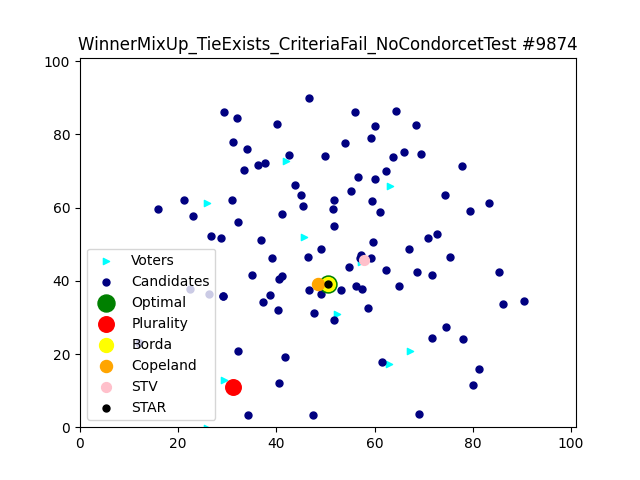 WinnerMixUp_TieExists_CriteriaFail_NoCondorcetTest #9874
100
80
60
40
20
0
Voters
Candidates
Optimal
Plurality
Borda
Copeland
STV
STAR
0 20 40 60 80 100